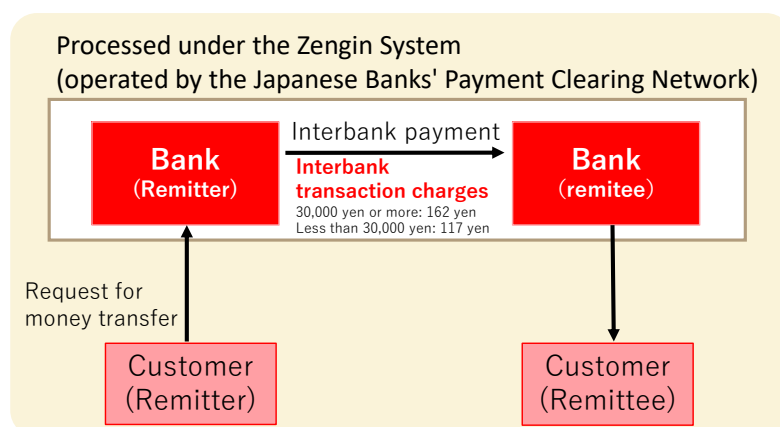 Processed under the Zengin System
(operated by the Japanese Banks' Payment Clearing Network)
Bank
(Remitter)
Interbank payment
Interbank
transaction charges
30,000 yen or more: 162 yen
Less than 30,000 yen: 117 yen
Bank
(remitee)
Request for
money transfer
Customer
(Remitter)
Customer
(Remittee)